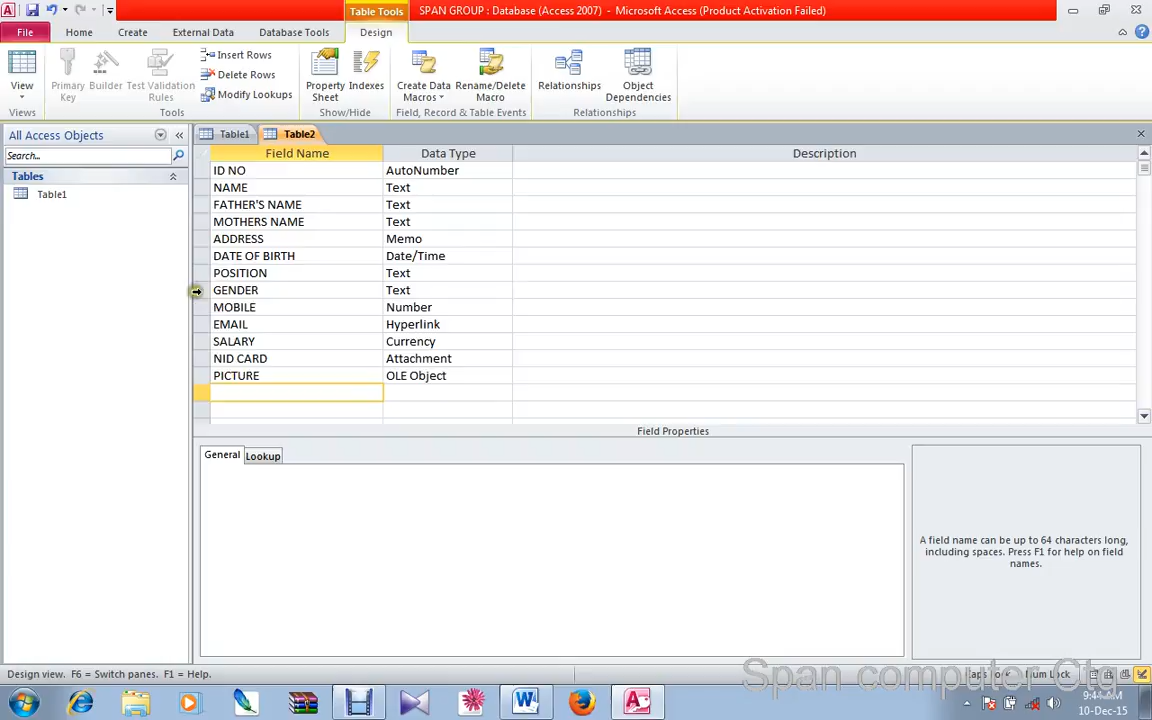 Table Tools
SPAN GROUP : Database (Access 2007) - Microsoft Access (Product Activation Failed)
File Home Create External Data Database Tools Design
View
Primary Key
Builder
Test Validation Rules
Insert Rows
Delete Rows
Modify Lookups
Property Sheet
Indexes
Create Data Macros
Rename/Delete Macro
Relationships
Object Dependencies
Views Tools Show/Hide Field, Record & Table Events Relationships
All Access Objects
Search...
Tables
Table1
Table1 Table2
Field Name Data Type Description
ID NO AutoNumber
NAME Text
FATHER'S NAME Text
MOTHERS NAME Text
ADDRESS Memo
DATE OF BIRTH Date/Time
POSITION Text
GENDER Text
MOBILE Number
EMAIL Hyperlink
SALARY Currency
NID CARD Attachment
PICTURE OLE Object
Field Properties
General Lookup
A field name can be up to 64 characters long,
including spaces. Press F1 for help on field
names.
Design view. F6 = Switch panes. F1 = Help.
Num Lock
Span computer Ctg
10-Dec-15